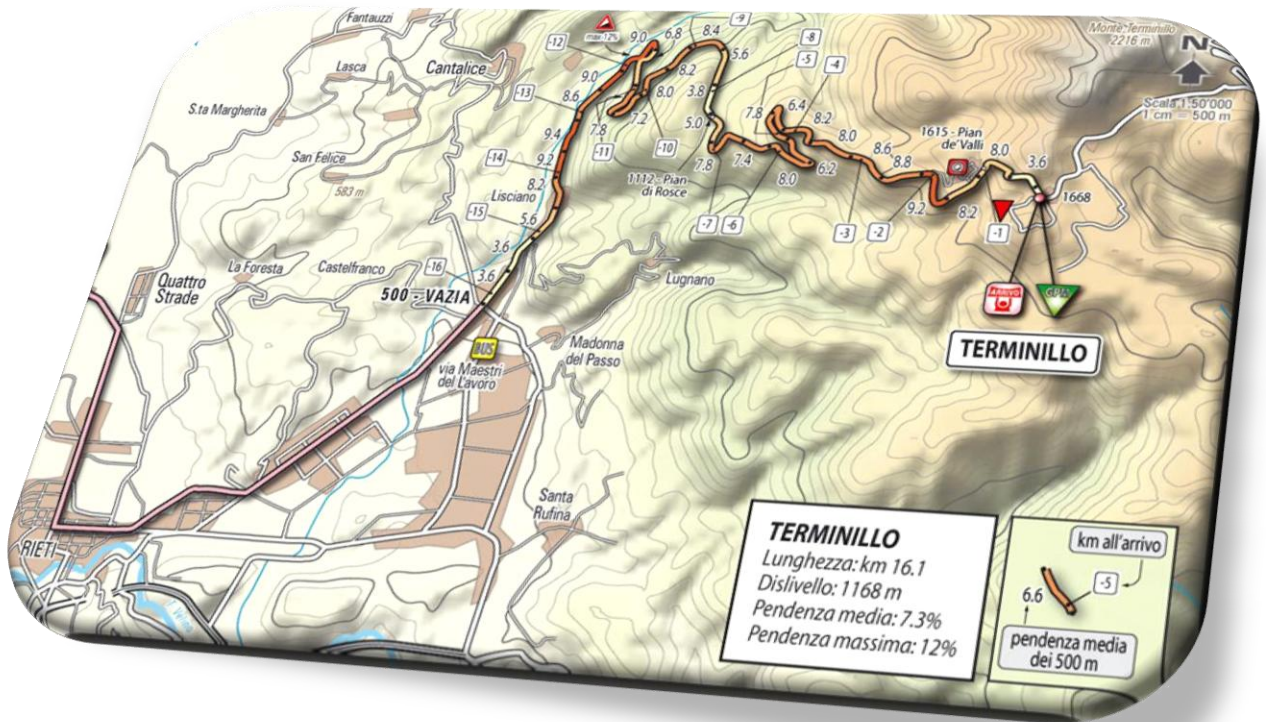 Fantauzzi
Lasca
Cantalice
S.ta Margherita
San Felice
583 m
Lisciano
La Foresta
Castelfranco
Quattro
Strade
500 - VAZIA
BUS
via Maestri
del Lavoro
Madonna
del Passo
Lugnano
Santa
Rufina
RIETI
max 12%
-16
-15
-14
-13
-12
-11
-10
-9
-8
-7
-6
-5
-4
-3
-2
-1
3.6
3.6
5.6
8.2
9.2
9.4
8.6
9.0
9.0
7.8
7.2
8.0
6.8
8.2
8.4
5.6
3.8
5.0
7.8
7.4
8.0
6.2
7.8
6.4
8.2
8.0
8.6
8.8
9.2
8.2
8.0
3.6
1112 - Pian
di Rosce
1615 - Pian
de' Valli
1668
Monte Terminillo
2216 m
N
Scala 1:50'000
1 cm = 500 m
ARRIVO
GPM
TERMINILLO
TERMINILLO
Lunghezza: km 16.1
Dislivello: 1168 m
Pendenza media: 7.3%
Pendenza massima: 12%
km all'arrivo
-5
6.6
pendenza media
dei 500 m